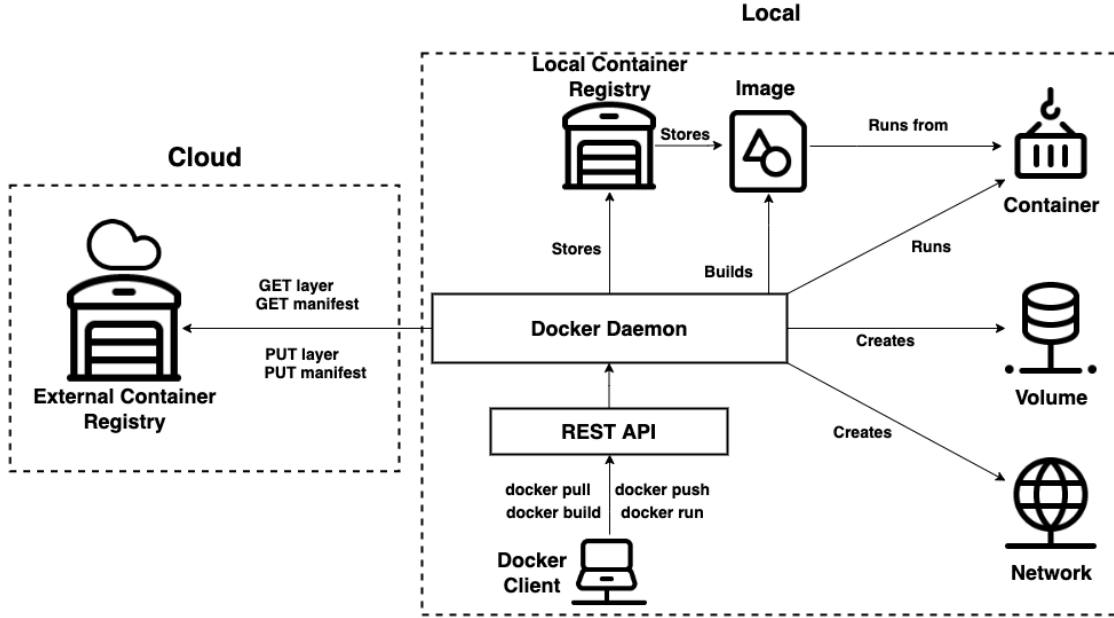 Local
Cloud
Local Container
Registry
Image
Stores
Runs from
Container
Stores
Builds
Runs
GET layer
GET manifest
PUT layer
PUT manifest
External Container
Registry
Docker Daemon
Creates
Volume
Creates
REST API
docker pull docker push
docker build docker run
Docker
Client
Network